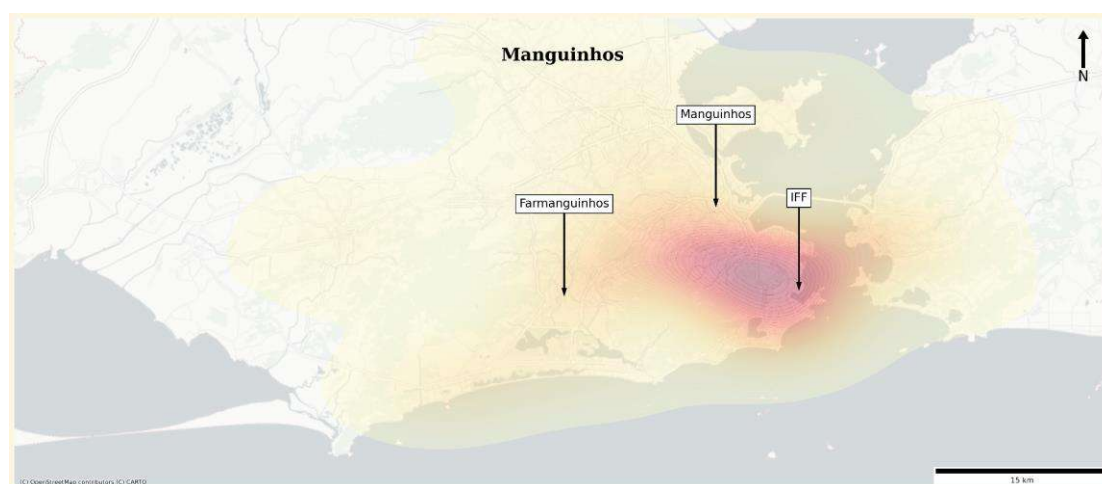 Manguinhos
N
Manguinhos
IFF
Farmanguinhos
(C) OpenStreetMap contributors (C) CARTO
15 km